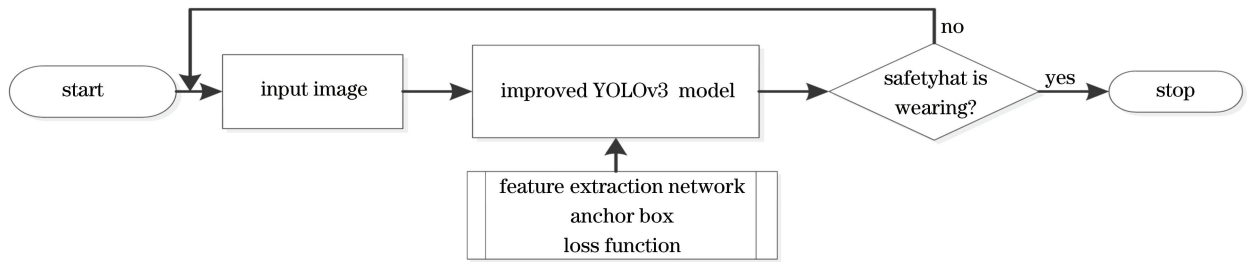 no
start
input image
improved YOLOv3 model
safetyhat is
wearing?
yes
stop
feature extraction network
anchor box
loss function